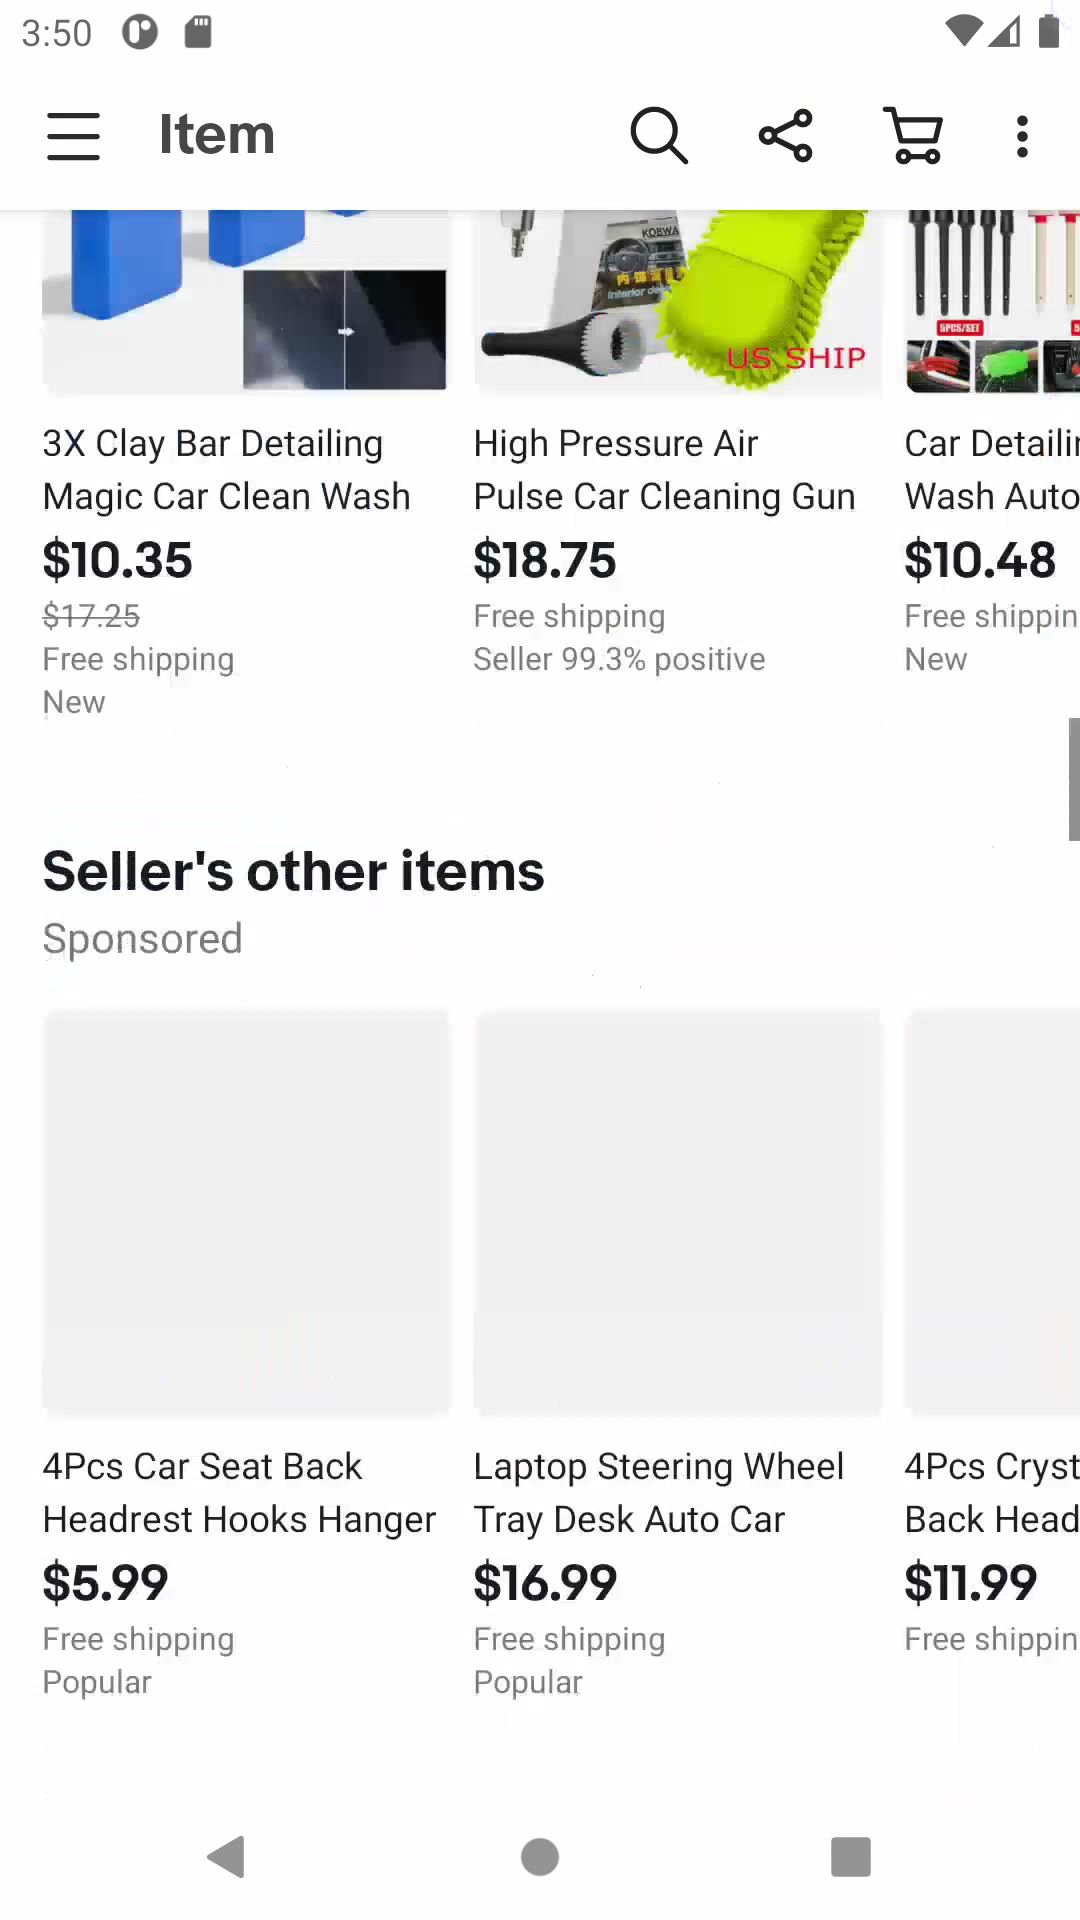 3:50
Item
KOBWA
内饰清
Interior de
US SHIP
5PCS/SET
3X Clay Bar Detailing
Magic Car Clean Wash
$10.35
$17.25
Free shipping
New
High Pressure Air
Pulse Car Cleaning Gun
$18.75
Free shipping
Seller 99.3% positive
Car Detailin
Wash Auto
$10.48
Free shippin
New
Seller's other items
Sponsored
4Pcs Car Seat Back
Headrest Hooks Hanger
$5.99
Free shipping
Popular
Laptop Steering Wheel
Tray Desk Auto Car
$16.99
Free shipping
Popular
4Pcs Cryst
Back Head
$11.99
Free shippin